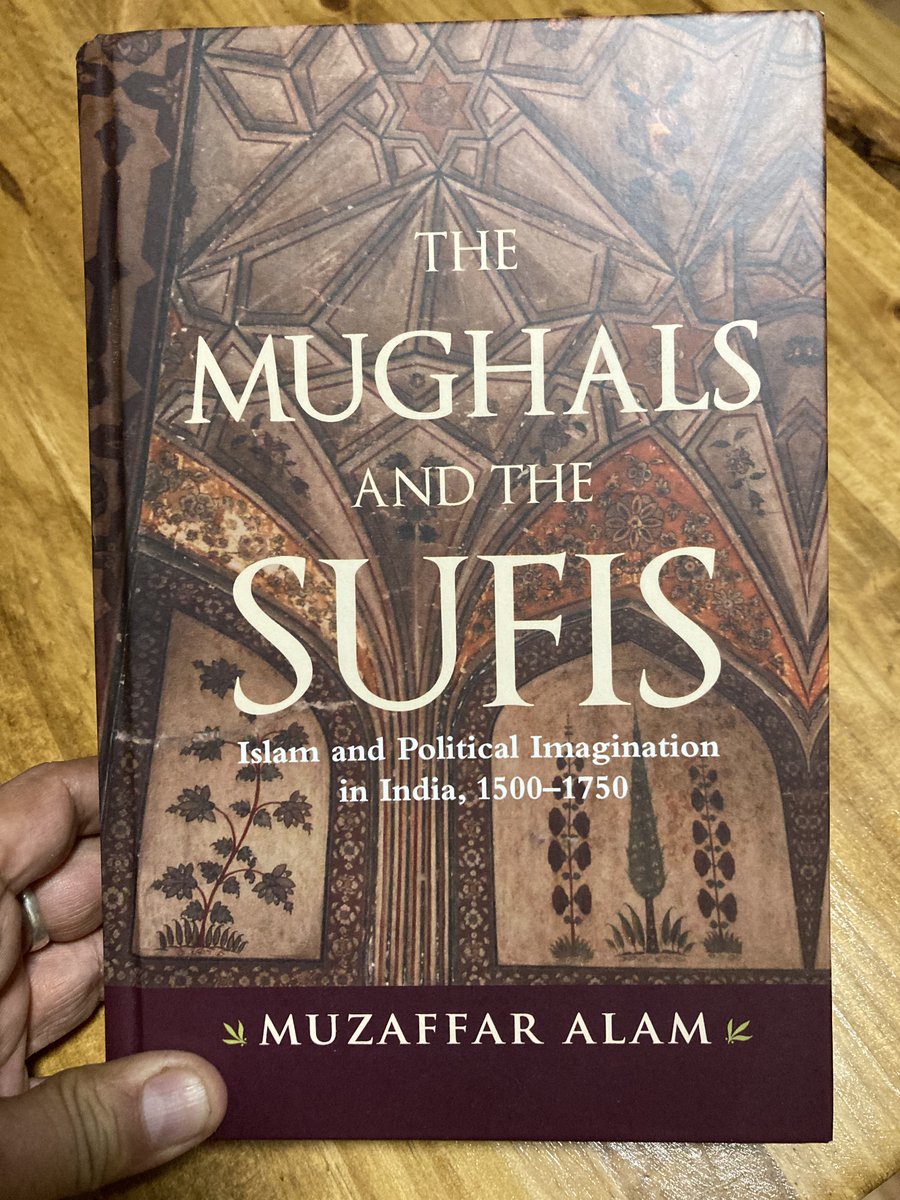 THE
MUGHALS
AND THE
SUFIS
Islam and Political Imagination
in India, 1500–1750
MUZAFFAR ALAM